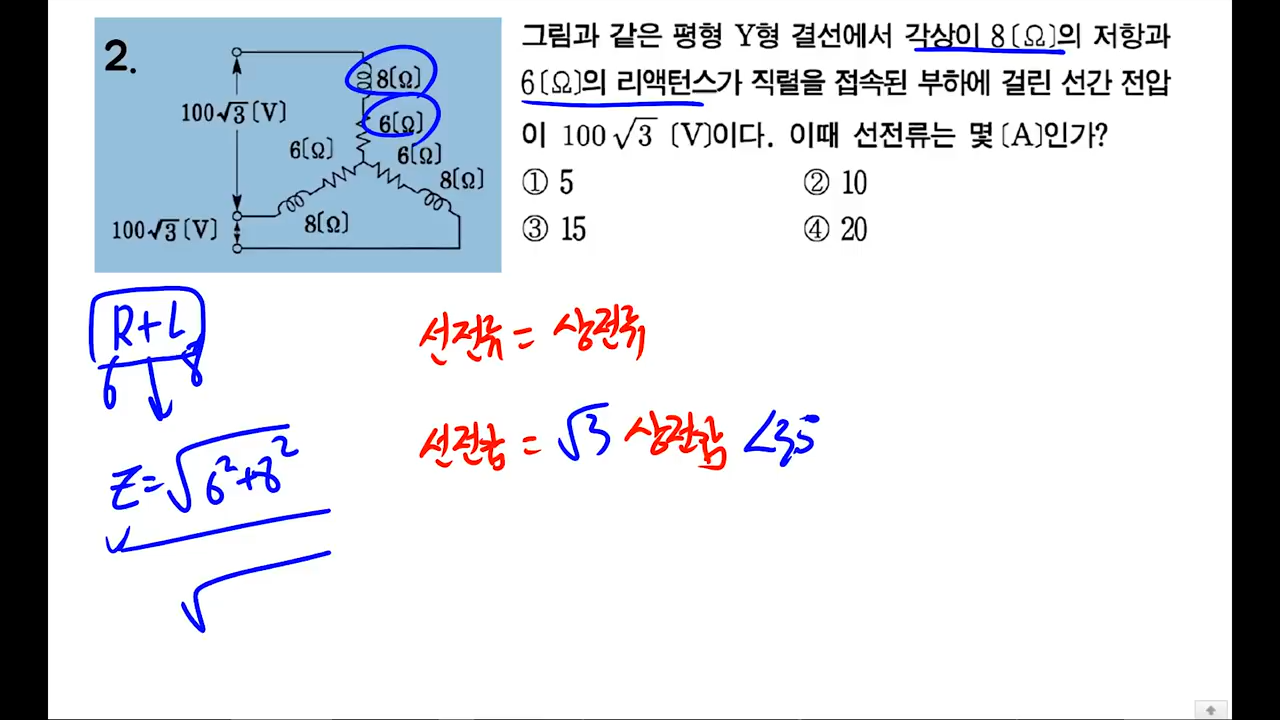 2.
그림과 같은 평형 Y형 결선에서 각상이 8[Ω]의 저항과
6[Ω]의 리액턴스가 직렬을 접속된 부하에 걸린 선간 전압
이 100√3 [V]이다. 이때 선전류는 몇 [A]인가?
① 5 ② 10
③ 15 ④ 20
8[Ω]
100√3[V]
6[Ω]
6[Ω] 6[Ω]
8[Ω]
8[Ω]
100√3[V]
R+L
6 8
Z=√6²+8²
√
선전류 = 상전류
선전압 = √3 상전압